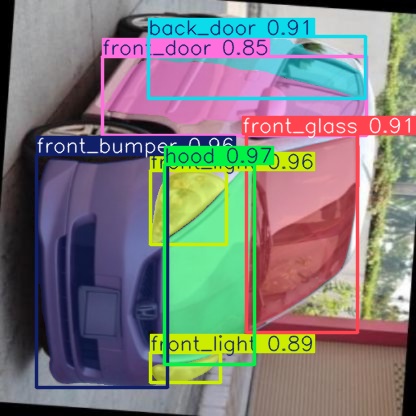 back_door 0.91
front_door 0.85
front_glass 0.91
front_bumper 0.96
front_light 0.96
hood 0.97
front_light 0.89